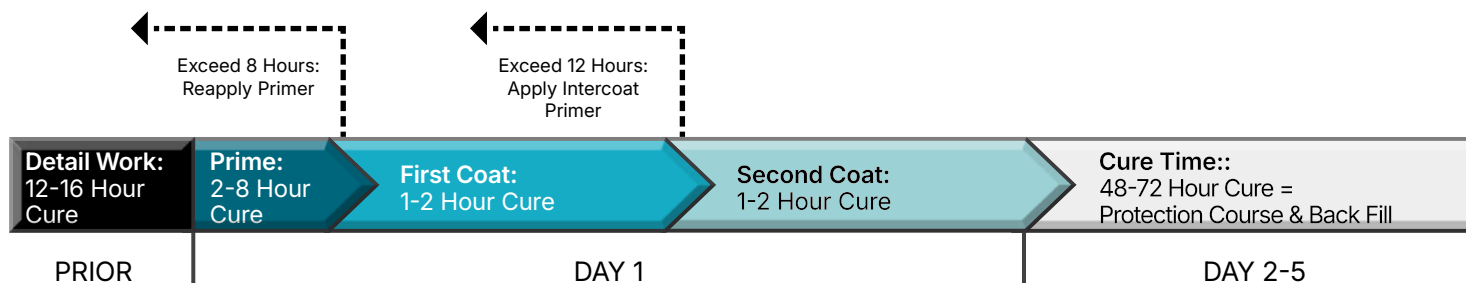 Exceed 8 Hours:
Reapply Primer
Exceed 12 Hours:
Apply Intercoat
Primer
Detail Work:
12-16 Hour
Cure
Prime:
2-8 Hour
Cure
First Coat:
1-2 Hour Cure
Second Coat:
1-2 Hour Cure
Cure Time::
48-72 Hour Cure =
Protection Course & Back Fill
PRIOR
DAY 1
DAY 2-5